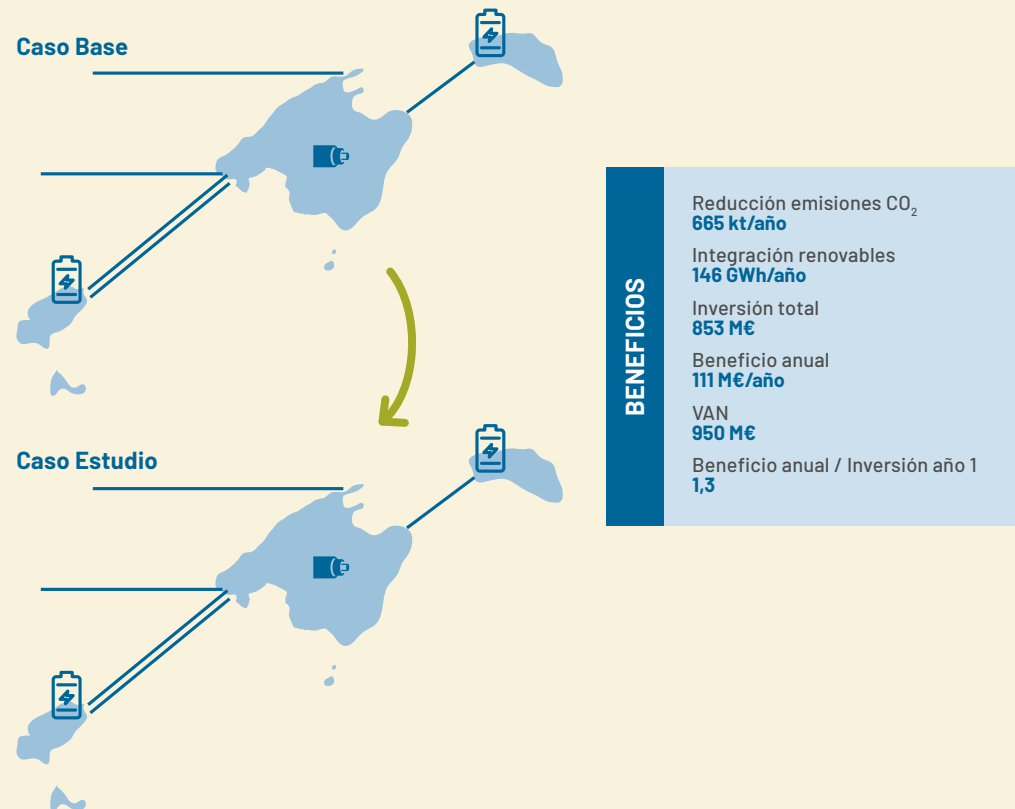 Caso Base
Caso Estudio
BENEFICIOS
Reducción emisiones CO₂
665 kt/año
Integración renovables
146 GWh/año
Inversión total
853 M€
Beneficio anual
111 M€/año
VAN
950 M€
Beneficio anual / Inversión año 1
1,3